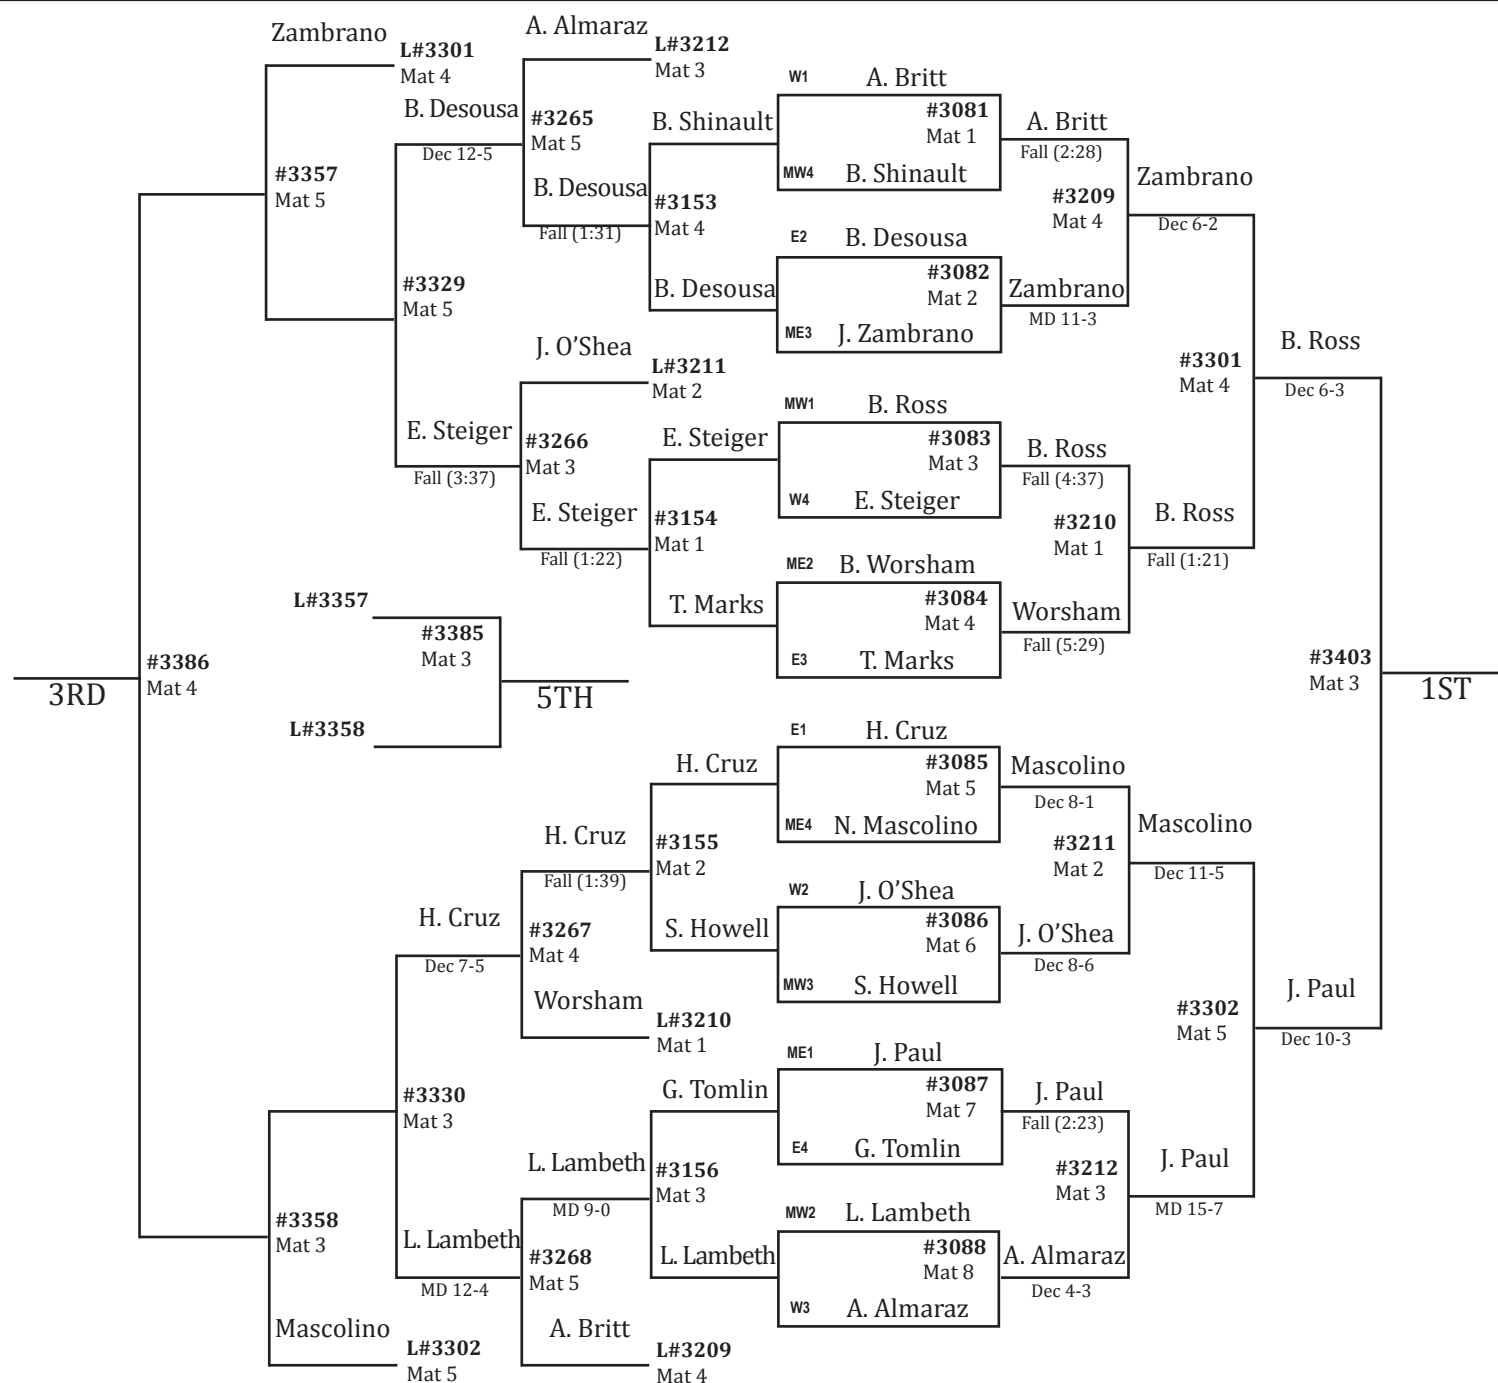 Zambrano
L#3301
Mat 4
A. Almaraz
L#3212
Mat 3
B. Desousa
Dec 12-5
#3265
Mat 5
B. Desousa
Fall (1:31)
#3357
Mat 5
#3329
Mat 5
B. Shinault
#3153
Mat 4
B. Desousa
W1
A. Britt
#3081
Mat 1
MW4
B. Shinault
A. Britt
Fall (2:28)
E2
B. Desousa
#3082
Mat 2
ME3
J. Zambrano
Zambrano
MD 11-3
#3209
Mat 4
Zambrano
Dec 6-2
J. O'Shea
L#3211
Mat 2
E. Steiger
Fall (3:37)
#3266
Mat 3
E. Steiger
Fall (1:22)
E. Steiger
#3154
Mat 1
T. Marks
MW1
B. Ross
#3083
Mat 3
W4
E. Steiger
B. Ross
Fall (4:37)
ME2
B. Worsham
#3084
Mat 4
E3
T. Marks
Worsham
Fall (5:29)
#3210
Mat 1
B. Ross
Fall (1:21)
#3301
Mat 4
B. Ross
Dec 6-3
L#3357
#3385
Mat 3
L#3358
5TH
#3386
Mat 4
3RD
#3403
Mat 3
1ST
E1
H. Cruz
#3085
Mat 5
ME4
N. Mascolino
Mascolino
Dec 8-1
W2
J. O'Shea
#3086
Mat 6
MW3
S. Howell
J. O'Shea
Dec 8-6
#3211
Mat 2
Mascolino
Dec 11-5
H. Cruz
#3155
Mat 2
S. Howell
H. Cruz
Fall (1:39)
#3267
Mat 4
Worsham
L#3210
Mat 1
H. Cruz
Dec 7-5
#3330
Mat 3
ME1
J. Paul
#3087
Mat 7
E4
G. Tomlin
J. Paul
Fall (2:23)
MW2
L. Lambeth
#3088
Mat 8
W3
A. Almaraz
A. Almaraz
Dec 4-3
#3212
Mat 3
J. Paul
MD 15-7
#3302
Mat 5
J. Paul
Dec 10-3
G. Tomlin
#3156
Mat 3
L. Lambeth
L. Lambeth
MD 9-0
#3268
Mat 5
A. Britt
L#3209
Mat 4
L. Lambeth
MD 12-4
#3358
Mat 3
Mascolino
L#3302
Mat 5